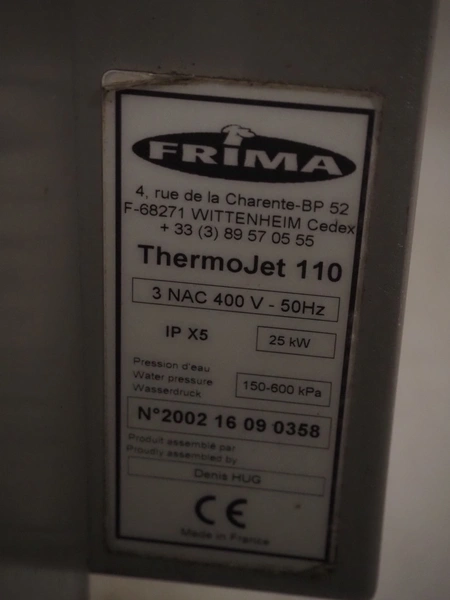 FRiMA
4, rue de la Charente-BP 52
F-68271 WITTENHEIM Cedex
+ 33 (3) 89 57 05 55
ThermoJet 110
3 NAC 400 V - 50Hz
IP X5 25 kW
Pression d'eau
Water pressure
Wasserdruck
150-600 kPa
N°2002 16 09 0358
Produit assemblé par
Proudly assembled by
Denis HUG
CE
Made in France